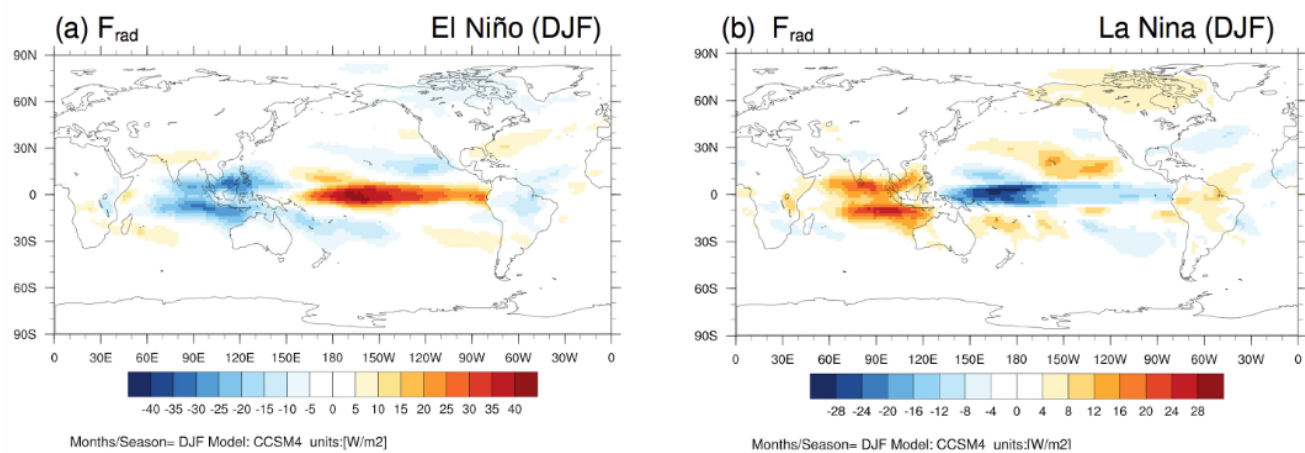 (a) F_rad El Niño (DJF)
90N
60N
30N
0
30S
60S
90S
0 30E 60E 90E 120E 150E 180 150W 120W 90W 60W 30W 0
-40 -35 -30 -25 -20 -15 -10 -5 0 5 10 15 20 25 30 35 40
Months/Season= DJF Model: CCSM4 units:[W/m2]
(b) F_rad La Nina (DJF)
90N
60N
30N
0
30S
60S
90S
0 30E 60E 90E 120E 150E 180 150W 120W 90W 60W 30W 0
-28 -24 -20 -16 -12 -8 -4 0 4 8 12 16 20 24 28
Months/Season= DJF Model: CCSM4 units:[W/m2]